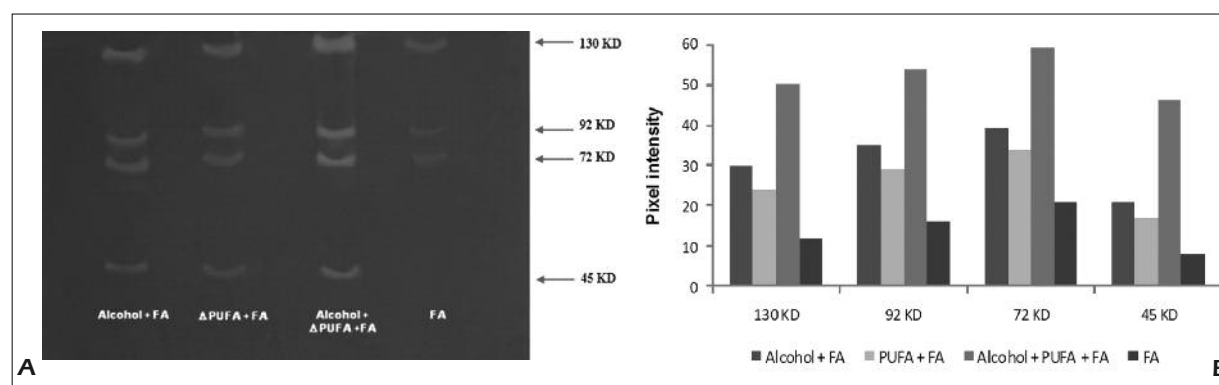 130 KD
92 KD
72 KD
45 KD
Alcohol + FA
Δ PUFA + FA
Alcohol +
Δ PUFA +FA
FA
A
60
50
40
30
20
10
0
Pixel intensity
130 KD
92 KD
72 KD
45 KD
Alcohol + FA
PUFA + FA
Alcohol + PUFA + FA
FA